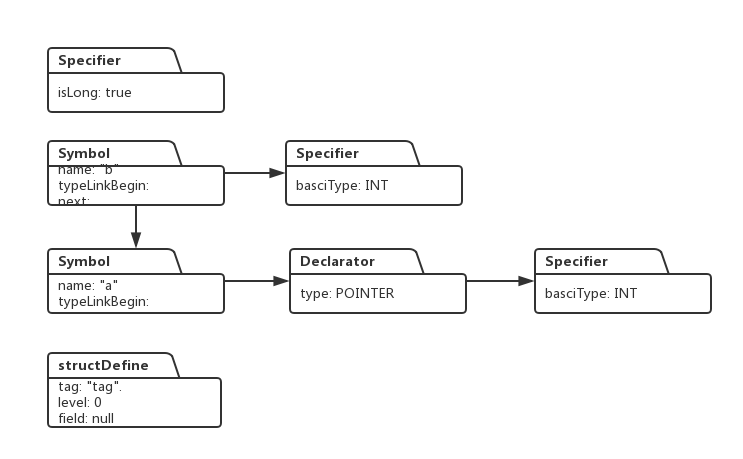 Specifier
isLong: true
Symbol
name: "b"
typeLinkBegin:
next:
Specifier
basciType: INT
Symbol
name: "a"
typeLinkBegin:
Declarator
type: POINTER
Specifier
basciType: INT
structDefine
tag: "tag".
level: 0
field: null